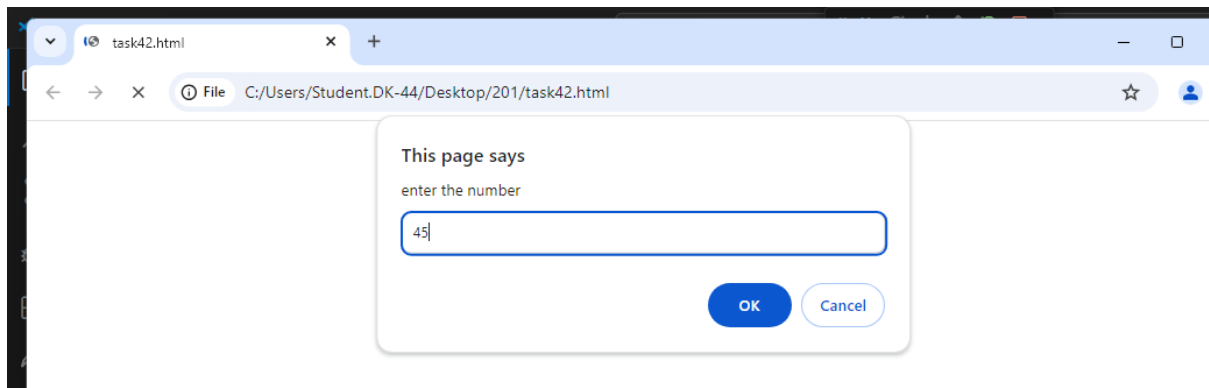 task42.html
File C:/Users/Student.DK-44/Desktop/201/task42.html
This page says
enter the number
45
OK Cancel